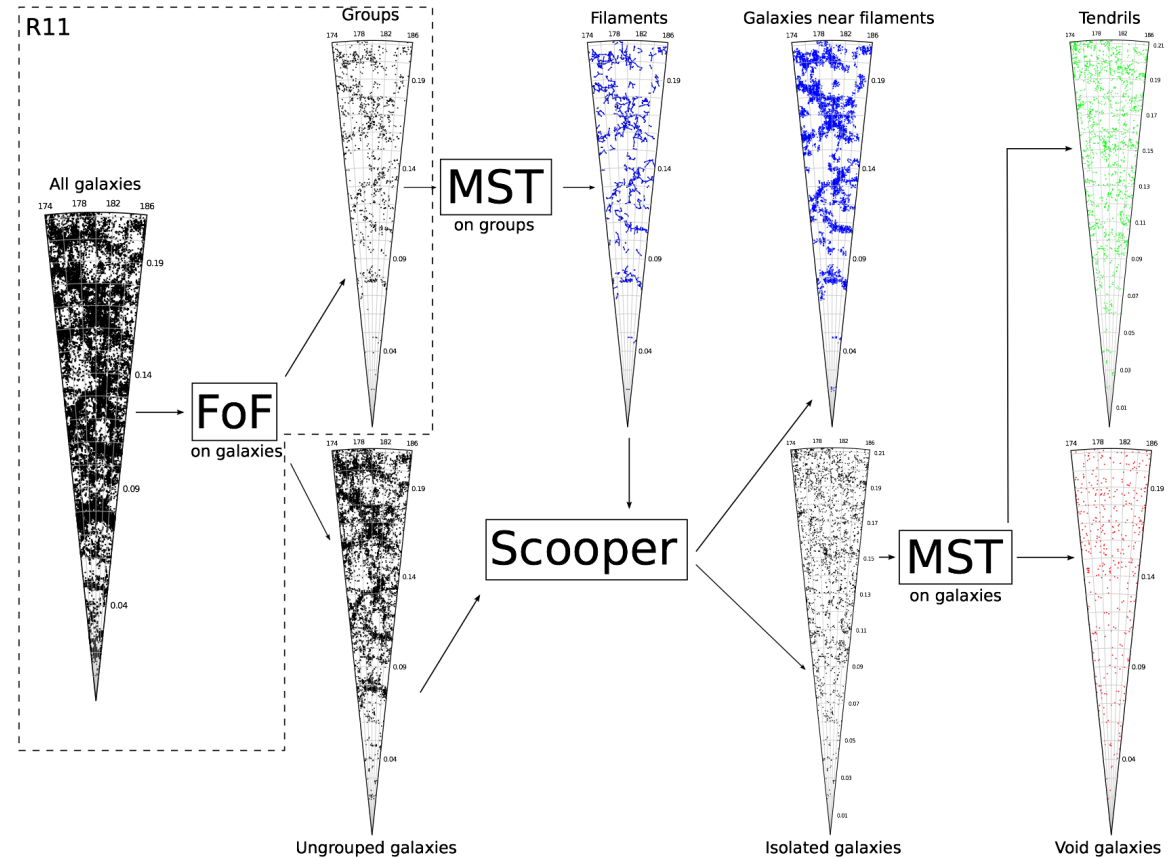 R11
Groups
174 178 182 186
0.19
0.14
0.09
0.04
MST
on groups
Filaments
174 178 182 186
0.19
0.14
0.09
0.04
Galaxies near filaments
174 178 182 186
0.19
0.14
0.09
0.04
Tendrils
174 178 182 186
0.21
0.19
0.17
0.15
0.13
0.11
0.09
0.07
0.05
0.03
0.01
All galaxies
174 178 182 186
0.19
0.14
0.09
0.04
FoF
on galaxies
174 178 182 186
0.19
0.14
0.09
0.04
Ungrouped galaxies
Scooper
174 178 182 186
0.21
0.19
0.17
0.15
0.13
0.11
0.09
0.07
0.05
0.03
0.01
Isolated galaxies
MST
on galaxies
174 178 182 186
0.19
0.14
0.09
0.04
Void galaxies